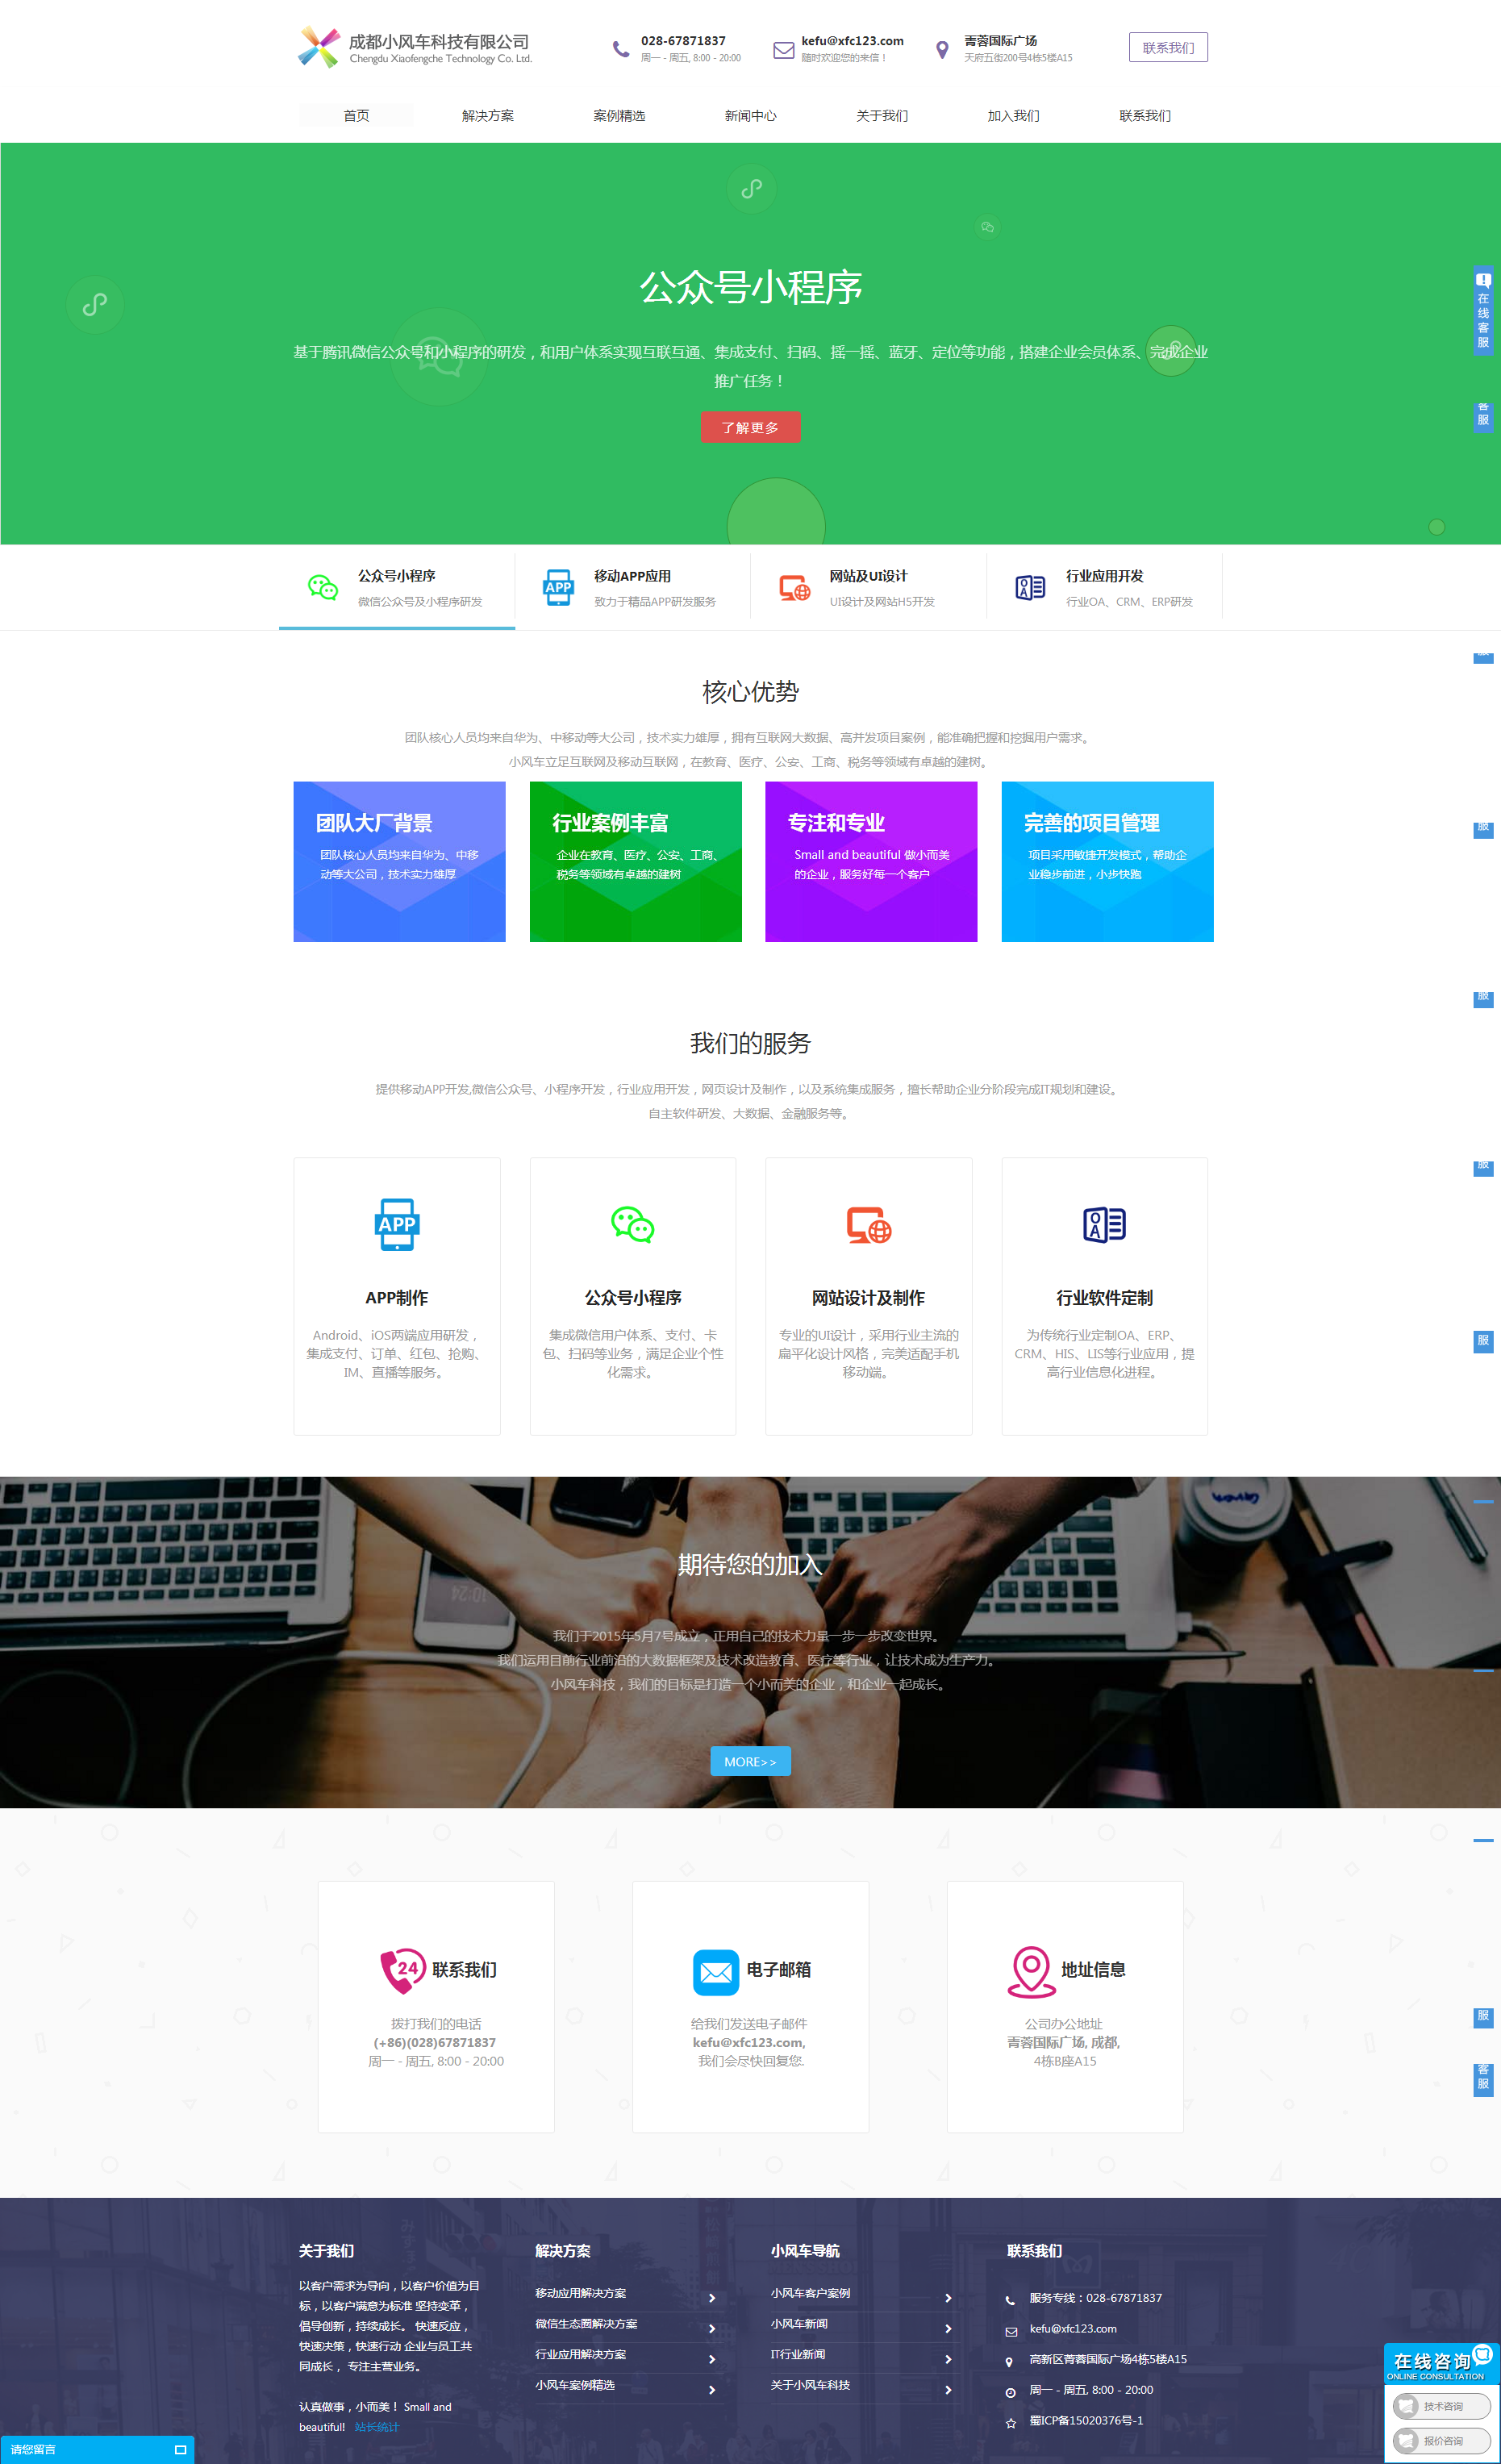 成都小风车科技有限公司
Chengdu Xiaofengche Technology Co. Ltd.
028-67871837
周一 - 周五, 8:00 - 20:00
kefu@xfc123.com
随时欢迎您的来信！
菁蓉国际广场
天府五街200号4栋5楼A15
联系我们
首页
解决方案
案例精选
新闻中心
关于我们
加入我们
联系我们
公众号小程序
基于腾讯微信公众号和小程序的研发，和用户体系实现互联互通、集成支付、扫码、摇一摇、蓝牙、定位等功能，搭建企业会员体系、完成企业
推广任务！
了解更多
在线客服
客服
公众号小程序
微信公众号及小程序研发
移动APP应用
致力于精品APP研发服务
网站及UI设计
UI设计及网站H5开发
行业应用开发
行业OA、CRM、ERP研发
核心优势
团队核心人员均来自华为、中移动等大公司，技术实力雄厚，拥有互联网大数据、高并发项目案例，能准确把握和挖掘用户需求。
小风车立足互联网及移动互联网，在教育、医疗、公安、工商、税务等领域有卓越的建树。
团队大厂背景
团队核心人员均来自华为、中移
动等大公司，技术实力雄厚
行业案例丰富
企业在教育、医疗、公安、工商、
税务等领域有卓越的建树
专注和专业
Small and beautiful 做小而美
的企业，服务好每一个客户
完善的项目管理
项目采用敏捷开发模式，帮助企
业稳步前进，小步快跑
服
服
我们的服务
提供移动APP开发,微信公众号、小程序开发，行业应用开发，网页设计及制作，以及系统集成服务，擅长帮助企业分阶段完成IT规划和建设。
自主软件研发、大数据、金融服务等。
服
APP
APP制作
Android、iOS两端应用研发，
集成支付、订单、红包、抢购、
IM、直播等服务。
公众号小程序
集成微信用户体系、支付、卡
包、扫码等业务，满足企业个性
化需求。
网站设计及制作
专业的UI设计，采用行业主流的
扁平化设计风格，完美适配手机
移动端。
OA
行业软件定制
为传统行业定制OA、ERP、
CRM、HIS、LIS等行业应用，提
高行业信息化进程。
服
期待您的加入
我们于2015年5月7号成立，正用自己的技术力量一步一步改变世界。
我们运用目前行业前沿的大数据框架及技术改造教育、医疗等行业，让技术成为生产力。
小风车科技，我们的目标是打造一个小而美的企业，和企业一起成长。
MORE>>
24
联系我们
拨打我们的电话
(+86)(028)67871837
周一 - 周五, 8:00 - 20:00
电子邮箱
给我们发送电子邮件
kefu@xfc123.com,
我们会尽快回复您.
地址信息
公司办公地址
菁蓉国际广场, 成都,
4栋B座A15
服
客服
关于我们
以客户需求为导向，以客户价值为目
标，以客户满意为标准 坚持变革，
倡导创新，持续成长。 快速反应，
快速决策，快速行动 企业与员工共
同成长， 专注主营业务。
认真做事，小而美！ Small and
beautiful! 站长统计
解决方案
移动应用解决方案
微信生态圈解决方案
行业应用解决方案
小风车案例精选
小风车导航
小风车客户案例
小风车新闻
IT行业新闻
关于小风车科技
联系我们
服务专线：028-67871837
kefu@xfc123.com
高新区菁蓉国际广场4栋5楼A15
周一 - 周五, 8:00 - 20:00
蜀ICP备15020376号-1
在线咨询
ONLINE CONSULTATION
技术咨询
报价咨询
请您留言